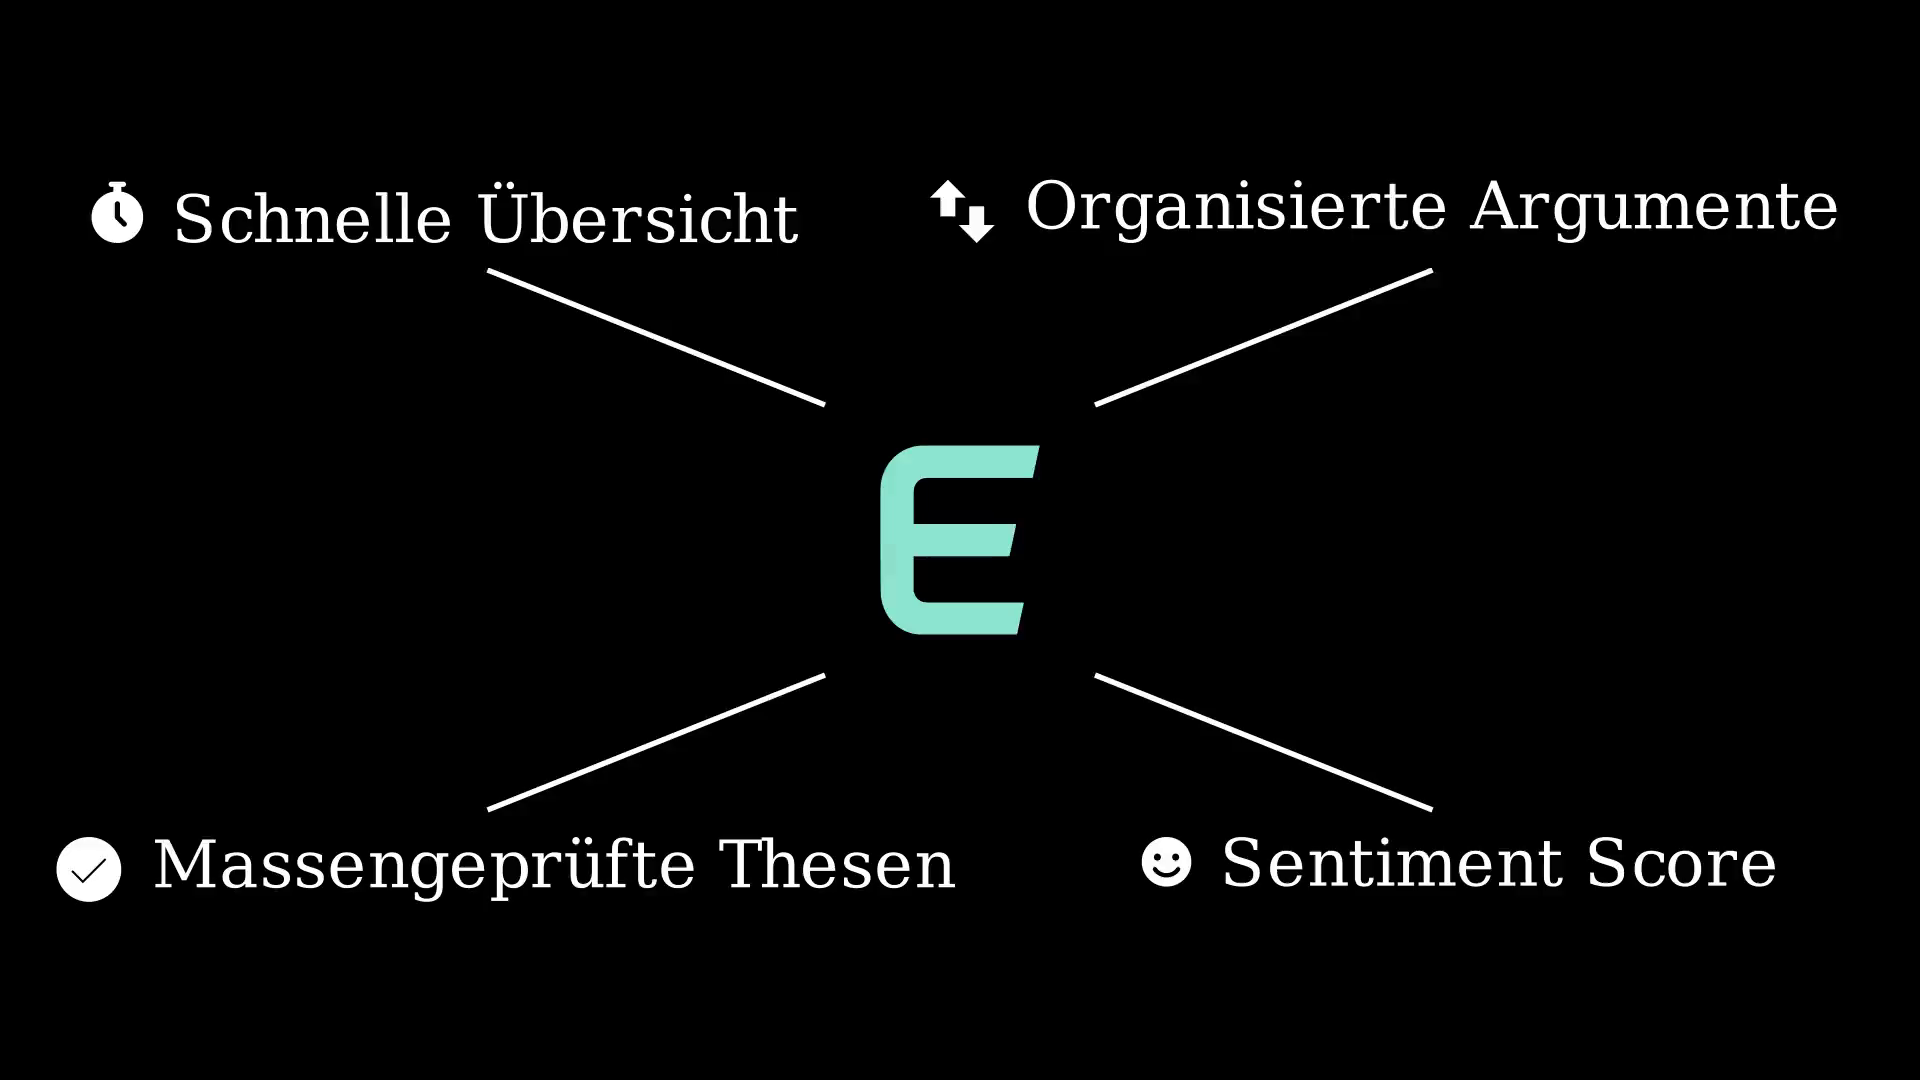 Schnelle Übersicht
Organisierte Argumente
E
Massengeprüfte Thesen
Sentiment Score